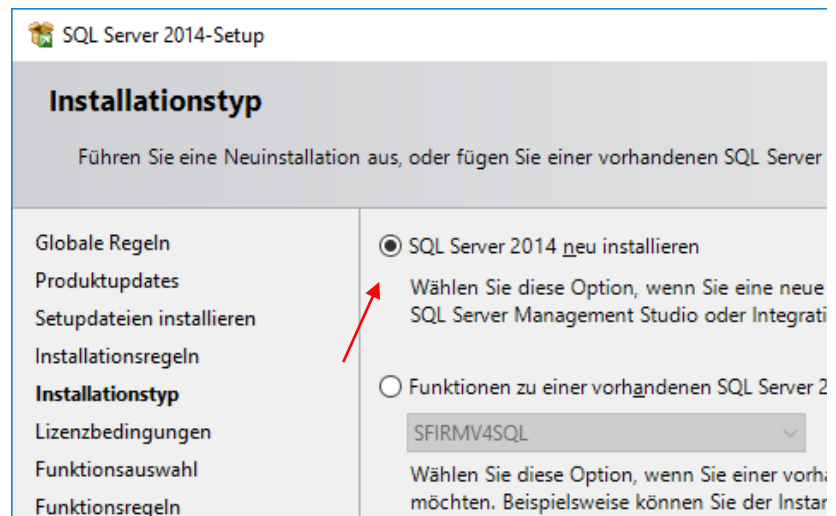 SQL Server 2014-Setup
Installationstyp
Führen Sie eine Neuinstallation aus, oder fügen Sie einer vorhandenen SQL Server
Globale Regeln
Produktupdates
Setupdateien installieren
Installationsregeln
Installationstyp
Lizenzbedingungen
Funktionsauswahl
Funktionsregeln
SQL Server 2014 neu installieren
Wählen Sie diese Option, wenn Sie eine neue
SQL Server Management Studio oder Integrati
Funktionen zu einer vorhandenen SQL Server 2
SFIRMV4SQL
Wählen Sie diese Option, wenn Sie einer vorha
möchten. Beispielsweise können Sie der Instan